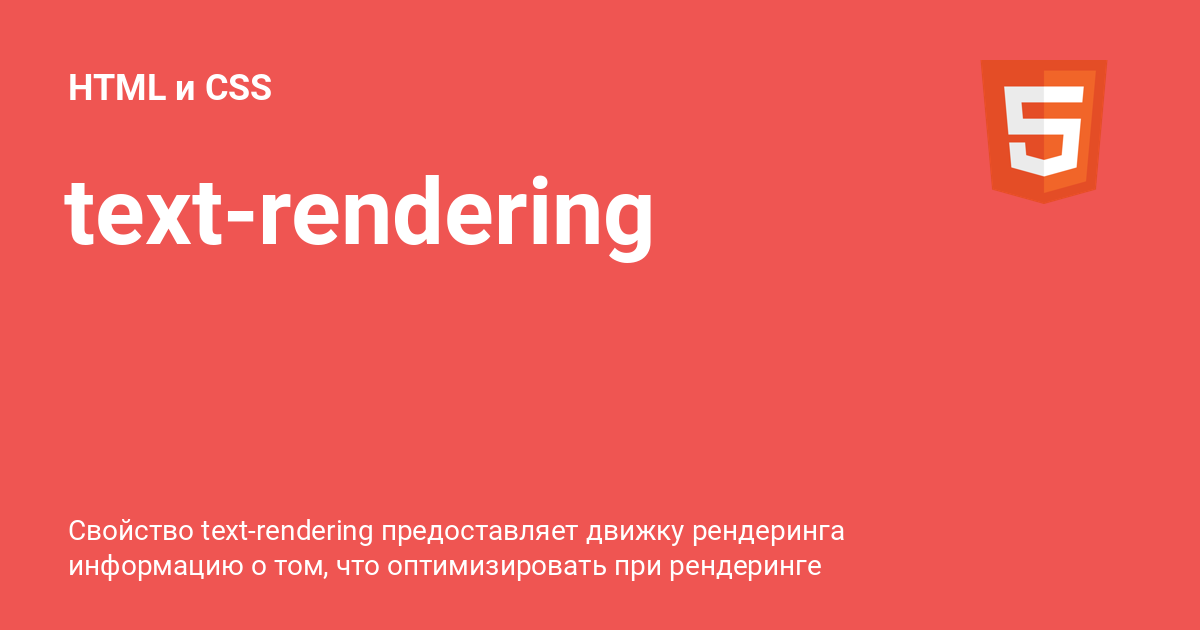 HTML и CSS
text-rendering
Свойство text-rendering предоставляет движку рендеринга
информацию о том, что оптимизировать при рендеринге